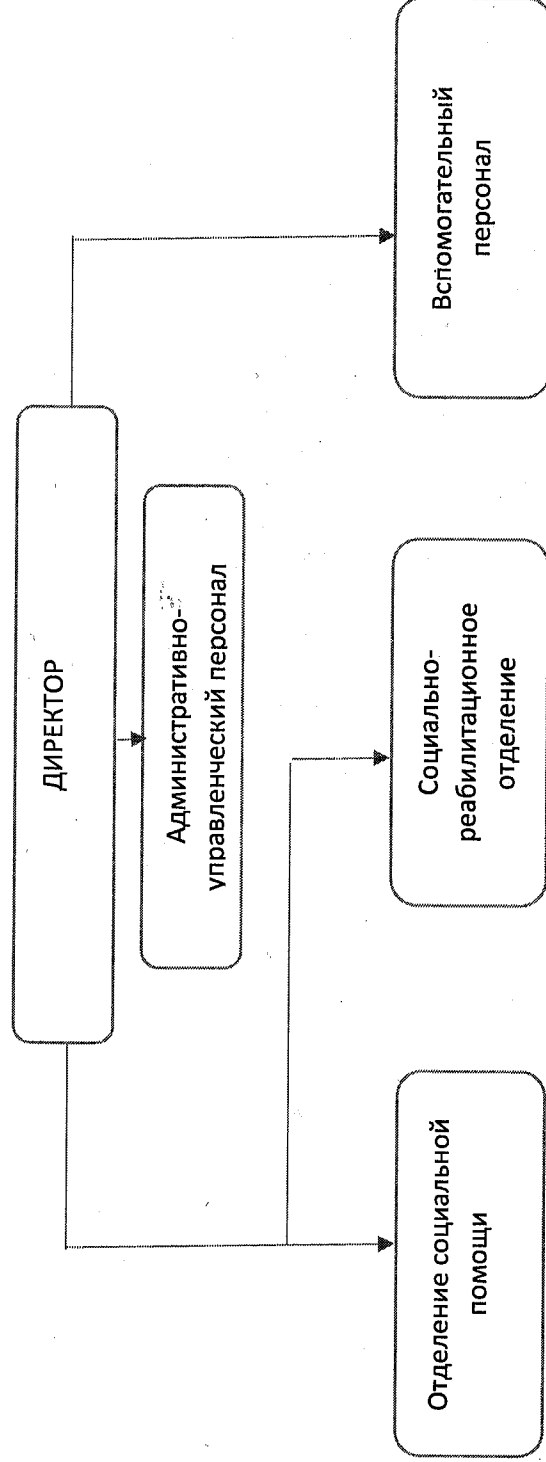 ДИРЕКТОР
Административно-
управленческий персонал
Отделение социальной
помощи
Социально-
реабилитационное
отделение
Вспомогательный
персонал